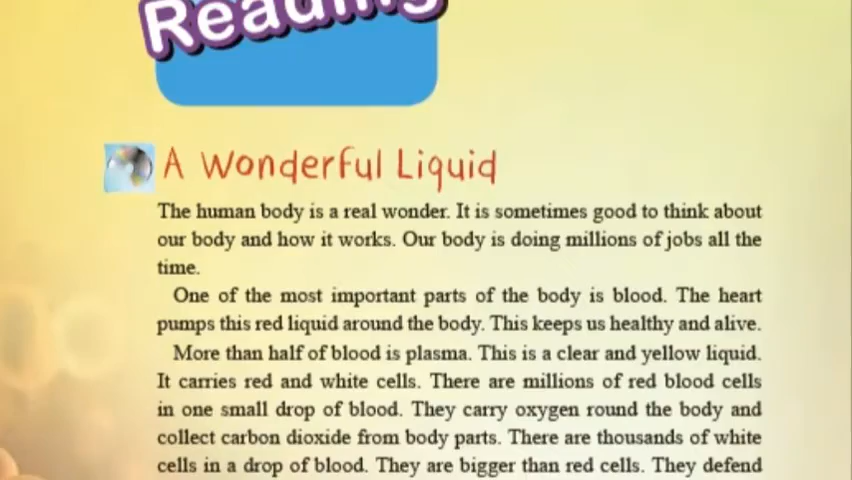 Reading
A Wonderful Liquid
The human body is a real wonder. It is sometimes good to think about
our body and how it works. Our body is doing millions of jobs all the
time.
One of the most important parts of the body is blood. The heart
pumps this red liquid around the body. This keeps us healthy and alive.
More than half of blood is plasma. This is a clear and yellow liquid.
It carries red and white cells. There are millions of red blood cells
in one small drop of blood. They carry oxygen round the body and
collect carbon dioxide from body parts. There are thousands of white
cells in a drop of blood. They are bigger than red cells. They defend